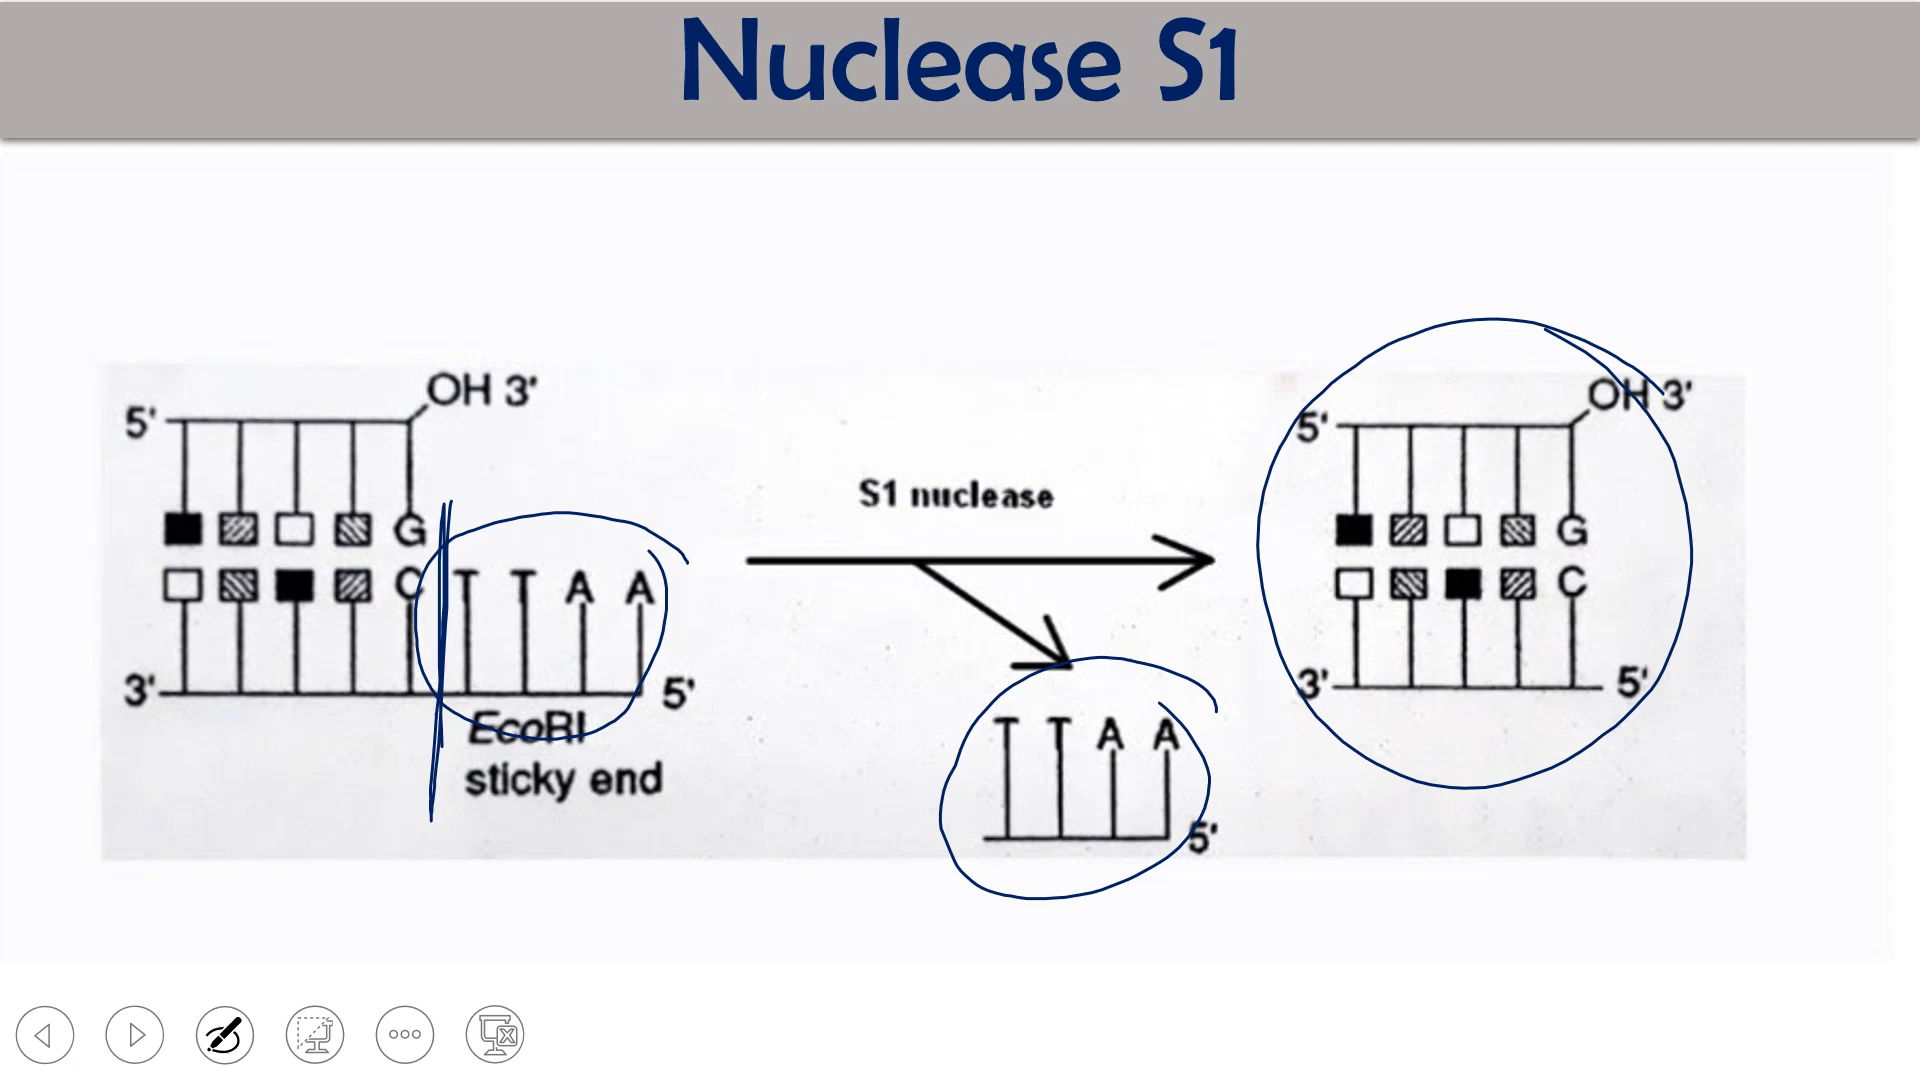 Nuclease S1
OH 3'
5'
G
C T T A A
3' 5'
EcoRI
sticky end
S1 nuclease
T T A A
5'
OH 3'
5'
G
C
3' 5'